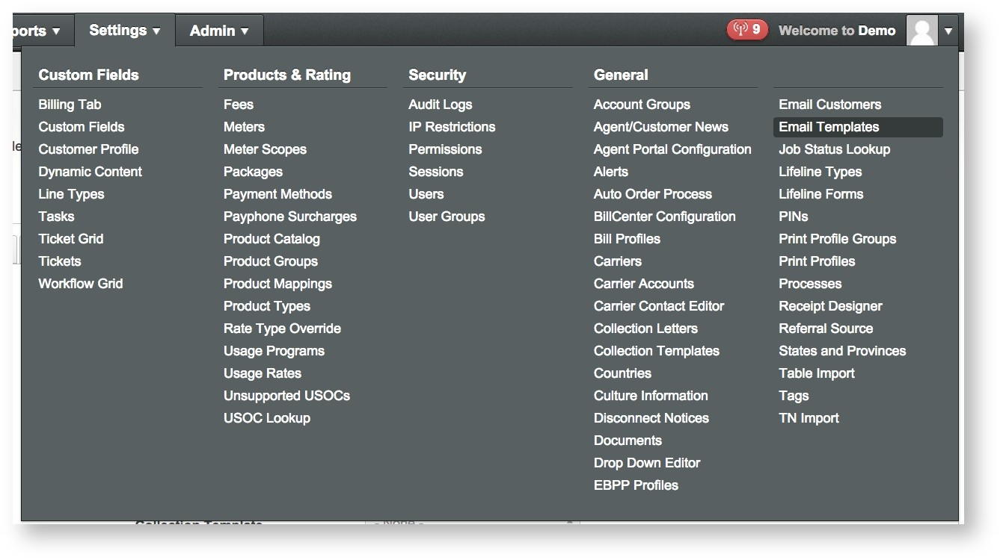 ports ▼
Settings ▼
Admin ▼
9
Welcome to Demo
Custom Fields
Billing Tab
Custom Fields
Customer Profile
Dynamic Content
Line Types
Tasks
Ticket Grid
Tickets
Workflow Grid
Products & Rating
Fees
Meters
Meter Scopes
Packages
Payment Methods
Payphone Surcharges
Product Catalog
Product Groups
Product Mappings
Product Types
Rate Type Override
Usage Programs
Usage Rates
Unsupported USOCs
USOC Lookup
Security
Audit Logs
IP Restrictions
Permissions
Sessions
Users
User Groups
General
Account Groups
Agent/Customer News
Agent Portal Configuration
Alerts
Auto Order Process
BillCenter Configuration
Bill Profiles
Carriers
Carrier Accounts
Carrier Contact Editor
Collection Letters
Collection Templates
Countries
Culture Information
Disconnect Notices
Documents
Drop Down Editor
EBPP Profiles
Email Customers
Email Templates
Job Status Lookup
Lifeline Types
Lifeline Forms
PINs
Print Profile Groups
Print Profiles
Processes
Receipt Designer
Referral Source
States and Provinces
Table Import
Tags
TN Import
le
Collection Template
- None -